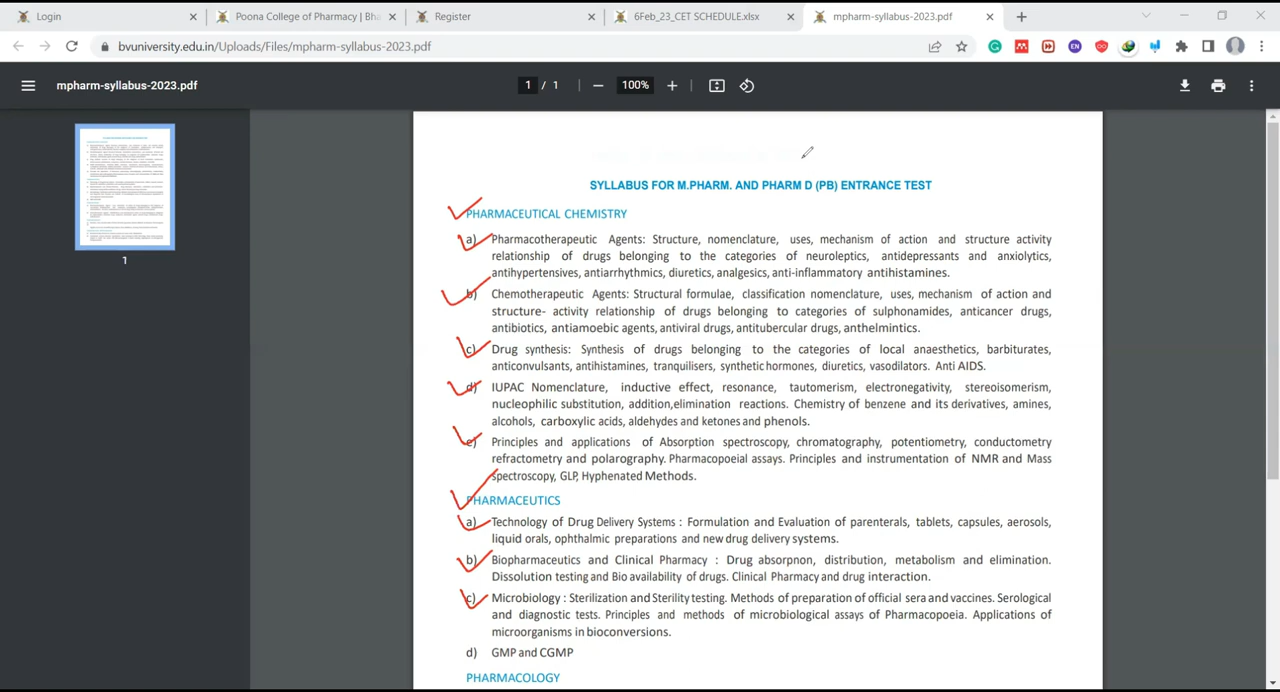 Login
Poona College of Pharmacy | Bha
Register
6Feb_23_CET SCHEDULE.xlsx
mpharm-syllabus-2023.pdf
bvuniversity.edu.in/Uploads/Files/mpharm-syllabus-2023.pdf
EN
mpharm-syllabus-2023.pdf
1 / 1
100%
1
SYLLABUS FOR M.PHARM. AND PHARM D (PB) ENTRANCE TEST
PHARMACEUTICAL CHEMISTRY
a) Pharmacotherapeutic Agents: Structure, nomenclature, uses, mechanism of action and structure activity
relationship of drugs belonging to the categories of neuroleptics, antidepressants and anxiolytics,
antihypertensives, antiarrhythmics, diuretics, analgesics, anti-inflammatory antihistamines.
b) Chemotherapeutic Agents: Structural formulae, classification nomenclature, uses, mechanism of action and
structure- activity relationship of drugs belonging to categories of sulphonamides, anticancer drugs,
antibiotics, antiamoebic agents, antiviral drugs, antitubercular drugs, anthelmintics.
c) Drug synthesis: Synthesis of drugs belonging to the categories of local anaesthetics, barbiturates,
anticonvulsants, antihistamines, tranquilisers, synthetic hormones, diuretics, vasodilators. Anti AIDS.
d) IUPAC Nomenclature, inductive effect, resonance, tautomerism, electronegativity, stereoisomerism,
nucleophilic substitution, addition,elimination reactions. Chemistry of benzene and its derivatives, amines,
alcohols, carboxylic acids, aldehydes and ketones and phenols.
e) Principles and applications of Absorption spectroscopy, chromatography, potentiometry, conductometry
refractometry and polarography. Pharmacopoeial assays. Principles and instrumentation of NMR and Mass
spectroscopy, GLP, Hyphenated Methods.
PHARMACEUTICS
a) Technology of Drug Delivery Systems : Formulation and Evaluation of parenterals, tablets, capsules, aerosols,
liquid orals, ophthalmic preparations and new drug delivery systems.
b) Biopharmaceutics and Clinical Pharmacy : Drug absorpnon, distribution, metabolism and elimination.
Dissolution testing and Bio availability of drugs. Clinical Pharmacy and drug interaction.
c) Microbiology : Sterilization and Sterility testing. Methods of preparation of official sera and vaccines. Serological
and diagnostic tests. Principles and methods of microbiological assays of Pharmacopoeia. Applications of
microorganisms in bioconversions.
d) GMP and CGMP
PHARMACOLOGY